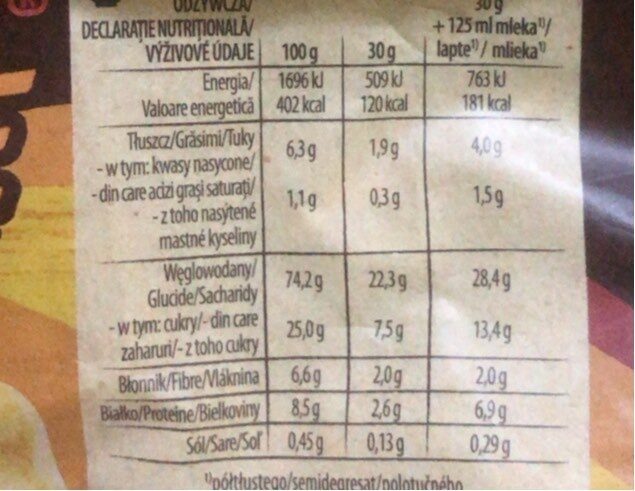 ODŻYWCZA/
DECLARAȚIE NUTRIȚIONALĂ/
VÝŽIVOVÉ ÚDAJE 100 g 30 g 30 g + 125 ml mleka¹⁾/ lapte¹⁾/ mlieka¹⁾
Energia/ 1696 kJ 509 kJ 763 kJ
Valoare energetică 402 kcal 120 kcal 181 kcal
Tłuszcz/Grăsimi/Tuky 6,3 g 1,9 g 4,0 g
- w tym: kwasy nasycone/
- din care acizi grași saturați/ 1,1 g 0,3 g 1,5 g
- z toho nasýtené
mastné kyseliny
Węglowodany/
Glucide/Sacharidy 74,2 g 22,3 g 28,4 g
- w tym: cukry/- din care 25,0 g 7,5 g 13,4 g
zaharuri/- z toho cukry
Błonnik/Fibre/Vláknina 6,6 g 2,0 g 2,0 g
Białko/Proteine/Bielkoviny 8,5 g 2,6 g 6,9 g
Sól/Sare/Soľ 0,45 g 0,13 g 0,29 g
¹⁾półtłustego/semidegresat/polotučného